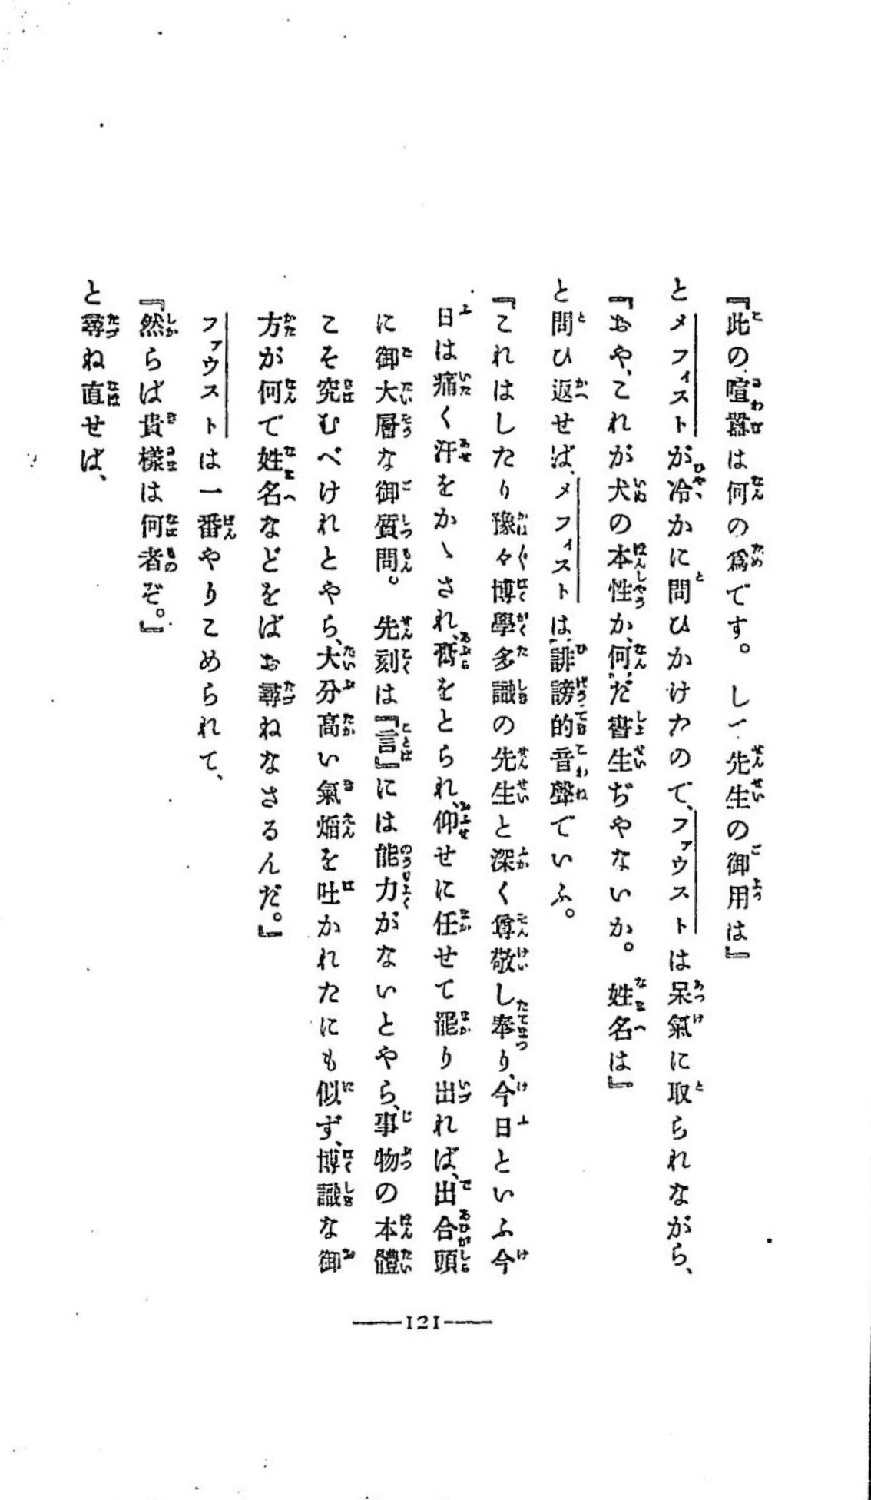 『此の喧囂は何の爲です。して先生の御用は』
とメフィストが冷かに問ひかけたので、ファウストは呆氣に取られながら、
『おや、これが犬の本性か、何だ書生ぢやないか。姓名は』
と問ひ返せば、メフィストは誹謗的音聲でいふ。
『これはしたり豫々博學多識の先生と深く尊敬し奉り、今日といふ今
日は痛く汗をかゝされ、膏をとられ、仰せに任せて罷り出れば、出合頭
に御大層な御質問。先刻は『言』には能力がないとやら、事物の本體
こそ究むべけれとやら、大分高い氣焔を吐かれたにも似ず、博識な御
方が何で姓名などをばお尋ねなさるんだ。』
ファウストは一番やりこめられて、
『然らば貴樣は何者ぞ。』
と尋ね直せば、
121